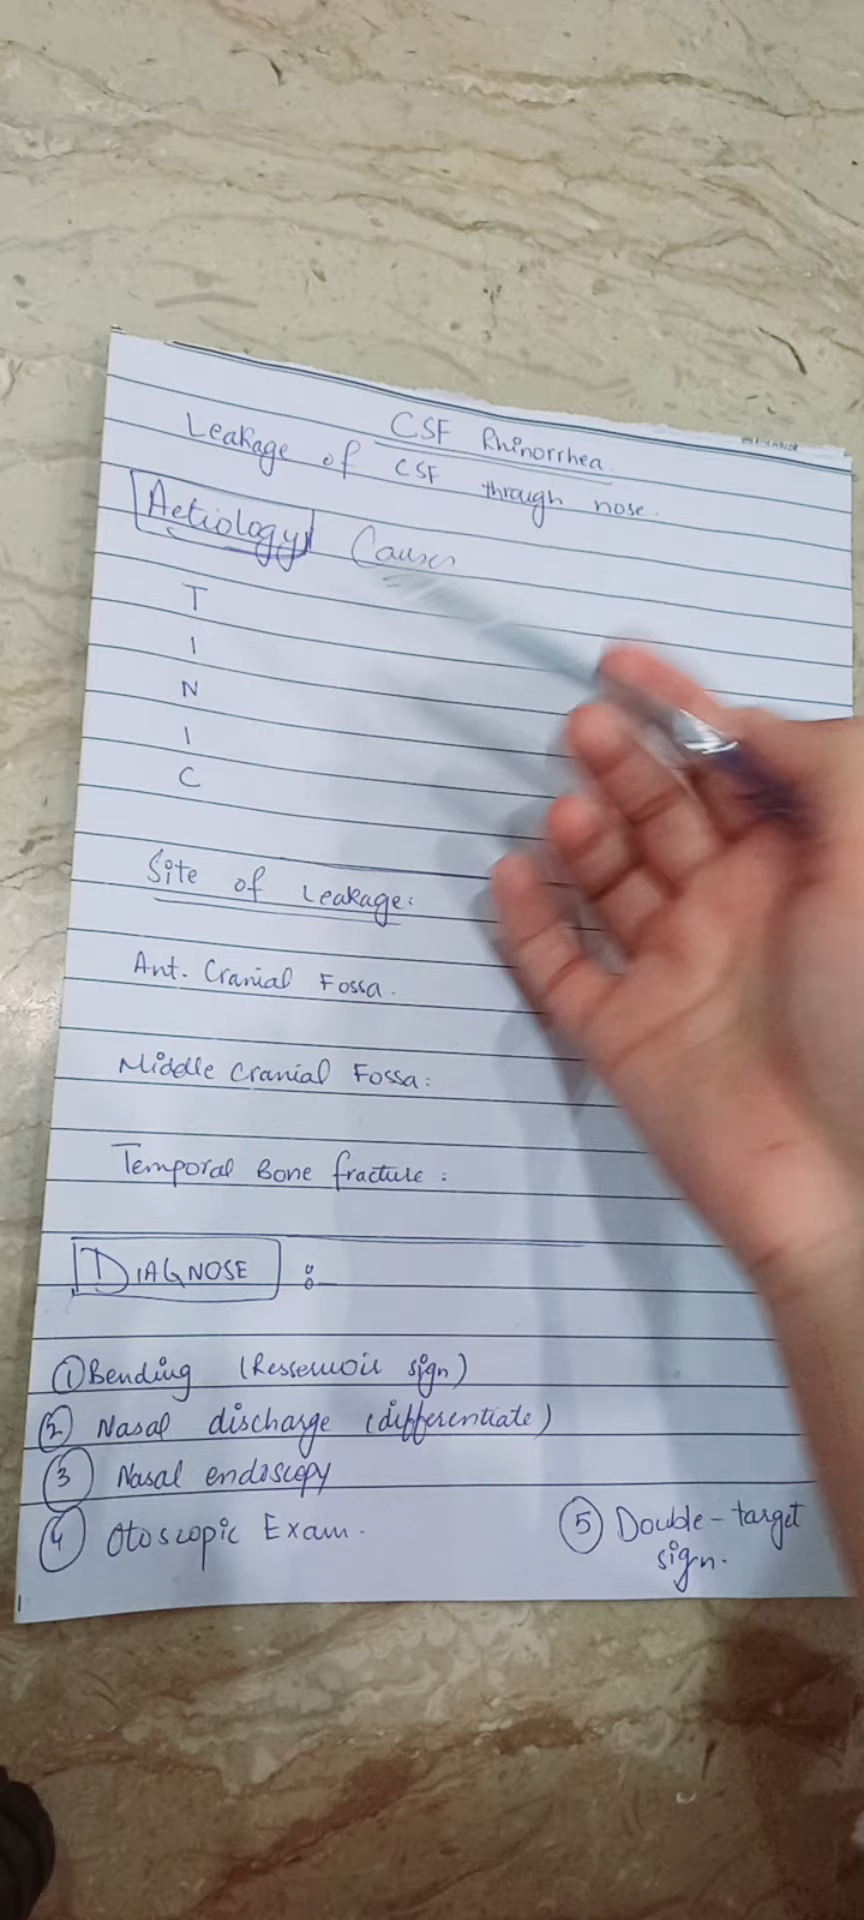 CSF Rhinorrhea
Leakage of CSF through nose.
Aetiology Causes
T
I
N
I
C
Site of Leakage:
Ant. Cranial Fossa.
Middle Cranial Fossa:
Temporal Bone fracture:
DIAGNOSE :
① Bending (Resservoir sign)
② Nasal discharge (differentiate)
③ Nasal endoscopy
④ Otoscopic Exam.
⑤ Double-target
sign.